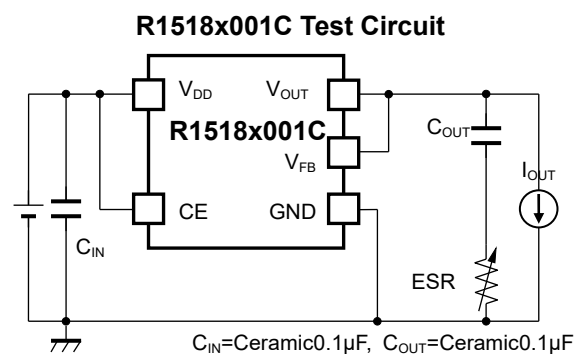 R1518x001C Test Circuit
VDD VOUT
R1518x001C
COUT
VFB
IOUT
CE GND
CIN
ESR
CIN=Ceramic0.1µF, COUT=Ceramic0.1µF